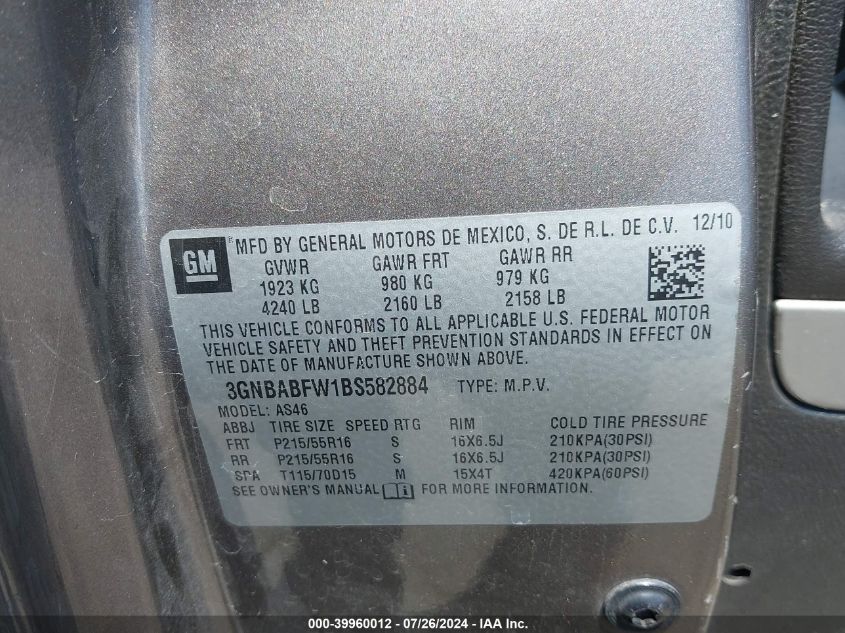 GM
MFD BY GENERAL MOTORS DE MEXICO, S. DE R.L. DE C.V. 12/10
GVWR GAWR FRT GAWR RR
1923 KG 980 KG 979 KG
4240 LB 2160 LB 2158 LB
THIS VEHICLE CONFORMS TO ALL APPLICABLE U.S. FEDERAL MOTOR
VEHICLE SAFETY AND THEFT PREVENTION STANDARDS IN EFFECT ON
THE DATE OF MANUFACTURE SHOWN ABOVE.
3GNBABFW1BS582884 TYPE: M.P.V.
MODEL: AS46
ABBJ TIRE SIZE SPEED RTG RIM COLD TIRE PRESSURE
FRT P215/55R16 S 16X6.5J 210KPA(30PSI)
RR P215/55R16 S 16X6.5J 210KPA(30PSI)
SPA T115/70D15 M 15X4T 420KPA(60PSI)
SEE OWNER'S MANUAL FOR MORE INFORMATION.
000-39960012 - 07/26/2024 - IAA Inc.